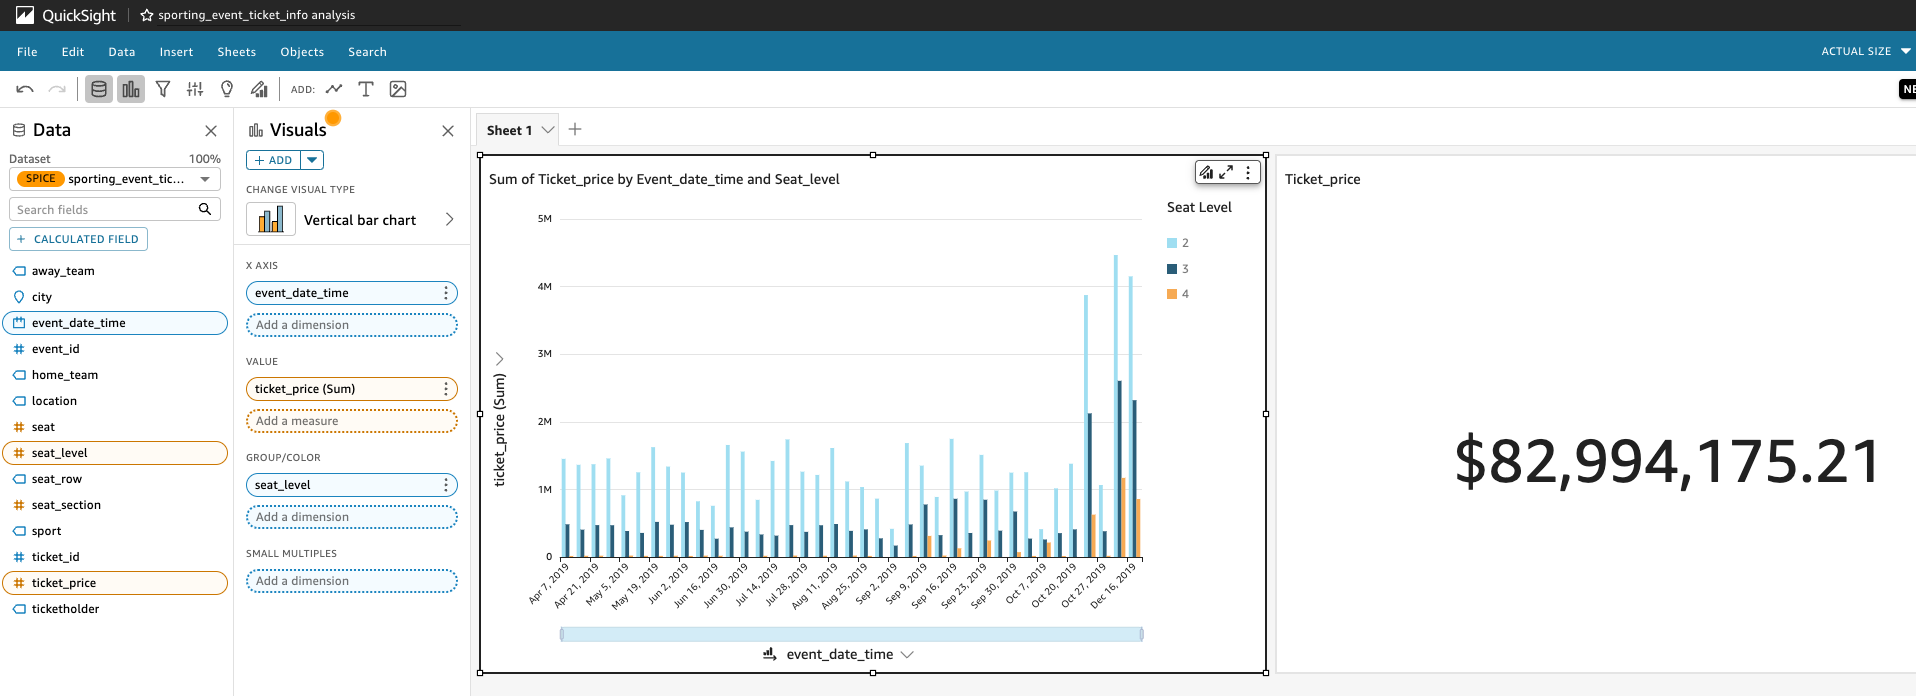 QuickSight sporting_event_ticket_info analysis
File Edit Data Insert Sheets Objects Search ACTUAL SIZE
ADD: T
Data
Dataset 100%
SPICE sporting_event_tic...
Search fields
+ CALCULATED FIELD
away_team
city
event_date_time
event_id
home_team
location
seat
seat_level
seat_row
seat_section
sport
ticket_id
ticket_price
ticketholder
Visuals
+ ADD
CHANGE VISUAL TYPE
Vertical bar chart
X AXIS
event_date_time
Add a dimension
VALUE
ticket_price (Sum)
Add a measure
GROUP/COLOR
seat_level
Add a dimension
SMALL MULTIPLES
Add a dimension
Sheet 1
Sum of Ticket_price by Event_date_time and Seat_level
ticket_price (Sum)
5M
4M
3M
2M
1M
0
Apr 7, 2019
Apr 21, 2019
May 5, 2019
May 19, 2019
Jun 2, 2019
Jun 16, 2019
Jun 30, 2019
Jul 14, 2019
Jul 28, 2019
Aug 11, 2019
Aug 25, 2019
Sep 2, 2019
Sep 9, 2019
Sep 16, 2019
Sep 23, 2019
Sep 30, 2019
Oct 7, 2019
Oct 20, 2019
Oct 27, 2019
Dec 16, 2019
event_date_time
Seat Level
2
3
4
Ticket_price
$82,994,175.21